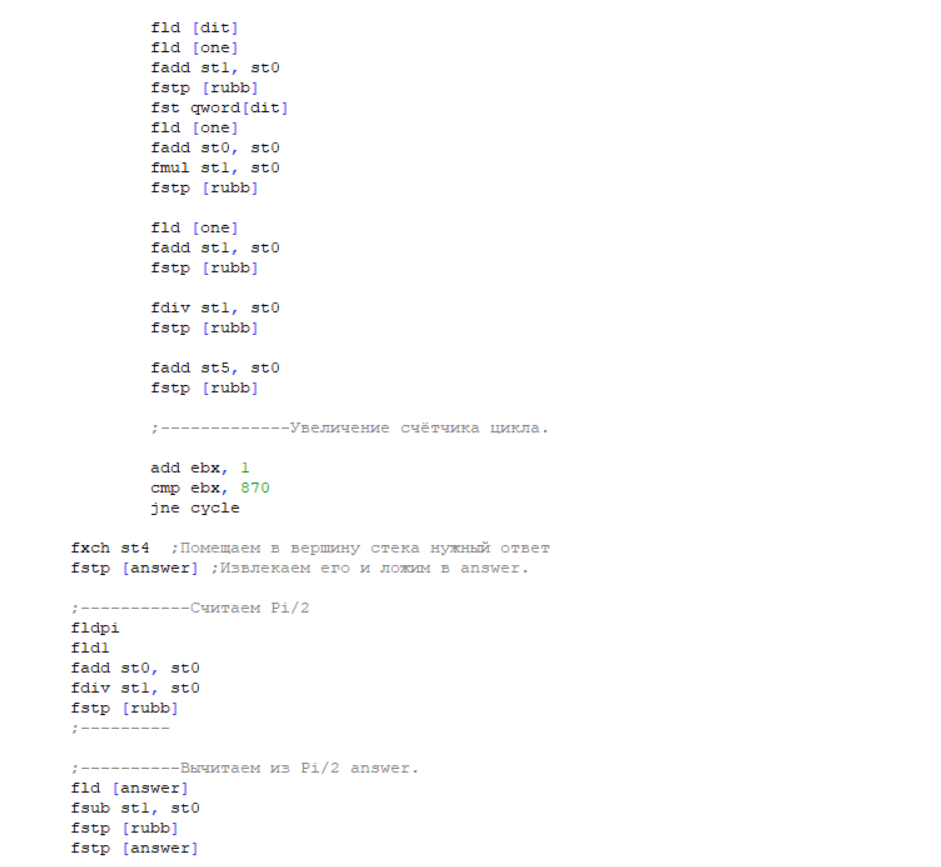 fld [dit]
fld [one]
fadd st1, st0
fstp [rubb]
fst qword[dit]
fld [one]
fadd st0, st0
fmul st1, st0
fstp [rubb]
fld [one]
fadd st1, st0
fstp [rubb]
fdiv st1, st0
fstp [rubb]
fadd st5, st0
fstp [rubb]
;-------------Увеличение счётчика цикла.
add ebx, 1
cmp ebx, 870
jne cycle
fxch st4  ;Помещаем в вершину стека нужный ответ
fstp [answer] ;Извлекаем его и ложим в answer.
;-----------Считаем Pi/2
fldpi
fld1
fadd st0, st0
fdiv st1, st0
fstp [rubb]
;---------
;----------Вычитаем из Pi/2 answer.
fld [answer]
fsub st1, st0
fstp [rubb]
fstp [answer]